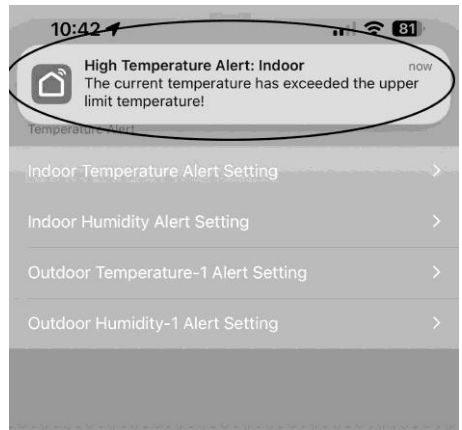 10:42 81
High Temperature Alert: Indoor now
The current temperature has exceeded the upper
limit temperature!
Temperature Alert
Indoor Temperature Alert Setting
Indoor Humidity Alert Setting
Outdoor Temperature-1 Alert Setting
Outdoor Humidity-1 Alert Setting